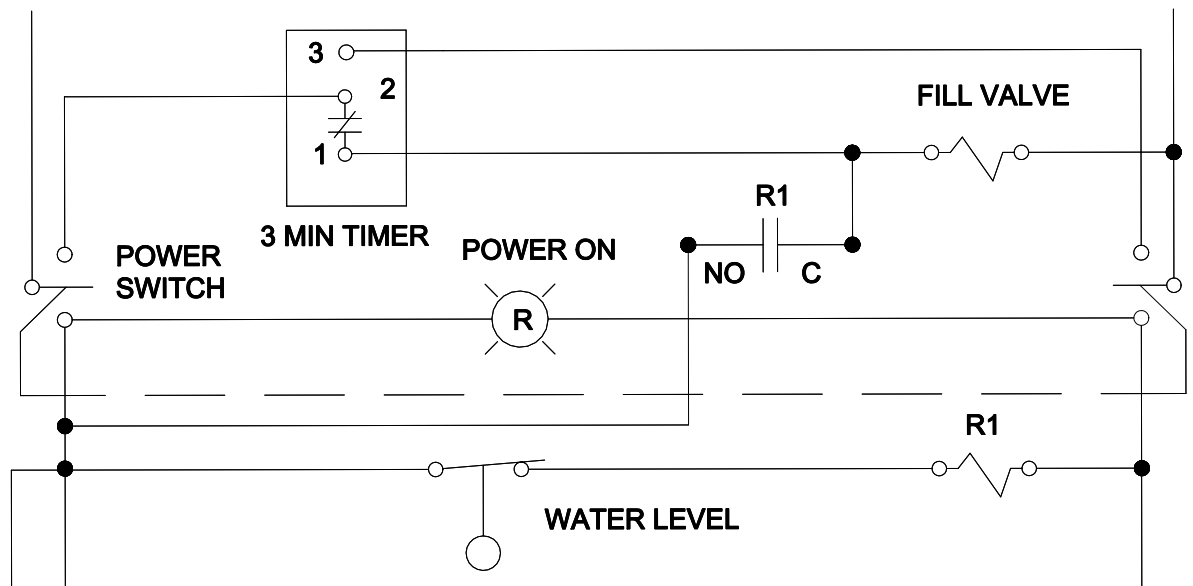 3
2
1
3 MIN TIMER
FILL VALVE
R1
NO
C
POWER
SWITCH
POWER ON
R
R1
WATER LEVEL